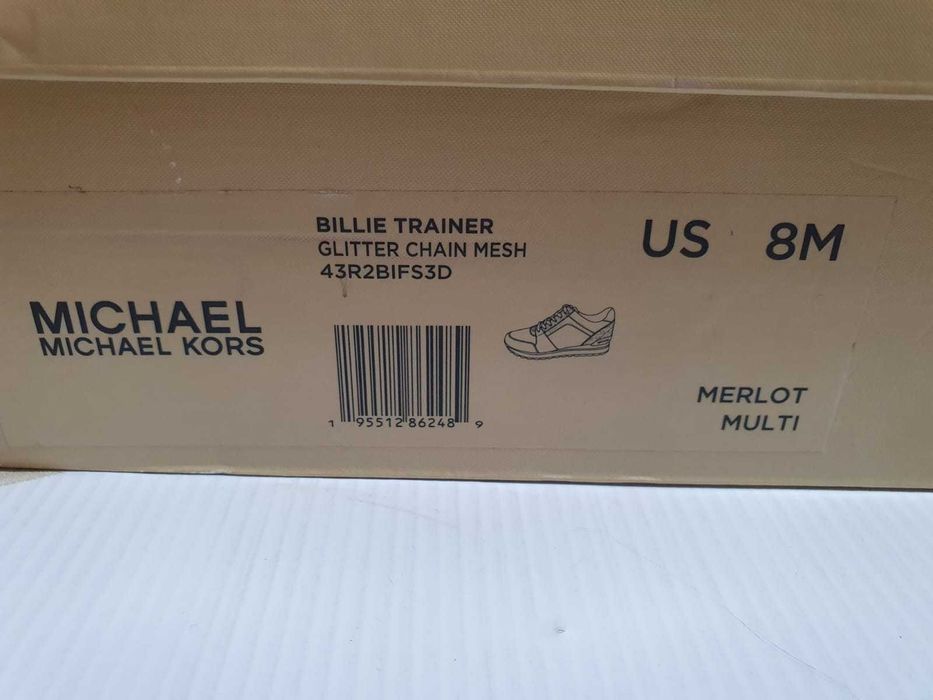 BILLIE TRAINER
GLITTER CHAIN MESH
43R2BIFS3D
US 8M
MICHAEL
MICHAEL KORS
MERLOT
MULTI
1 95512 86248 9